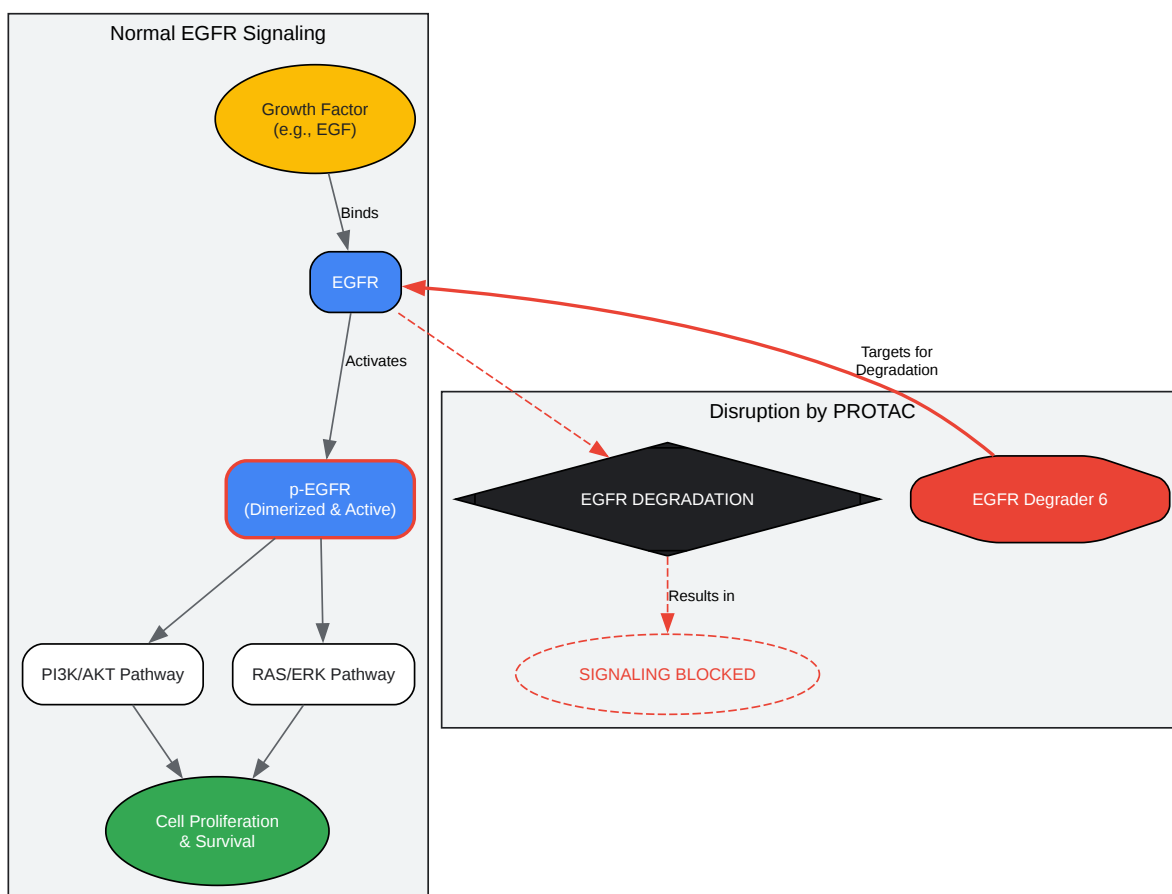 Normal EGFR Signaling
Growth Factor
(e.g., EGF)
Binds
EGFR
Activates
p-EGFR
(Dimerized & Active)
PI3K/AKT Pathway
RAS/ERK Pathway
Cell Proliferation
& Survival
Targets for
Degradation
Disruption by PROTAC
EGFR DEGRADATION
EGFR Degrader 6
Results in
SIGNALING BLOCKED